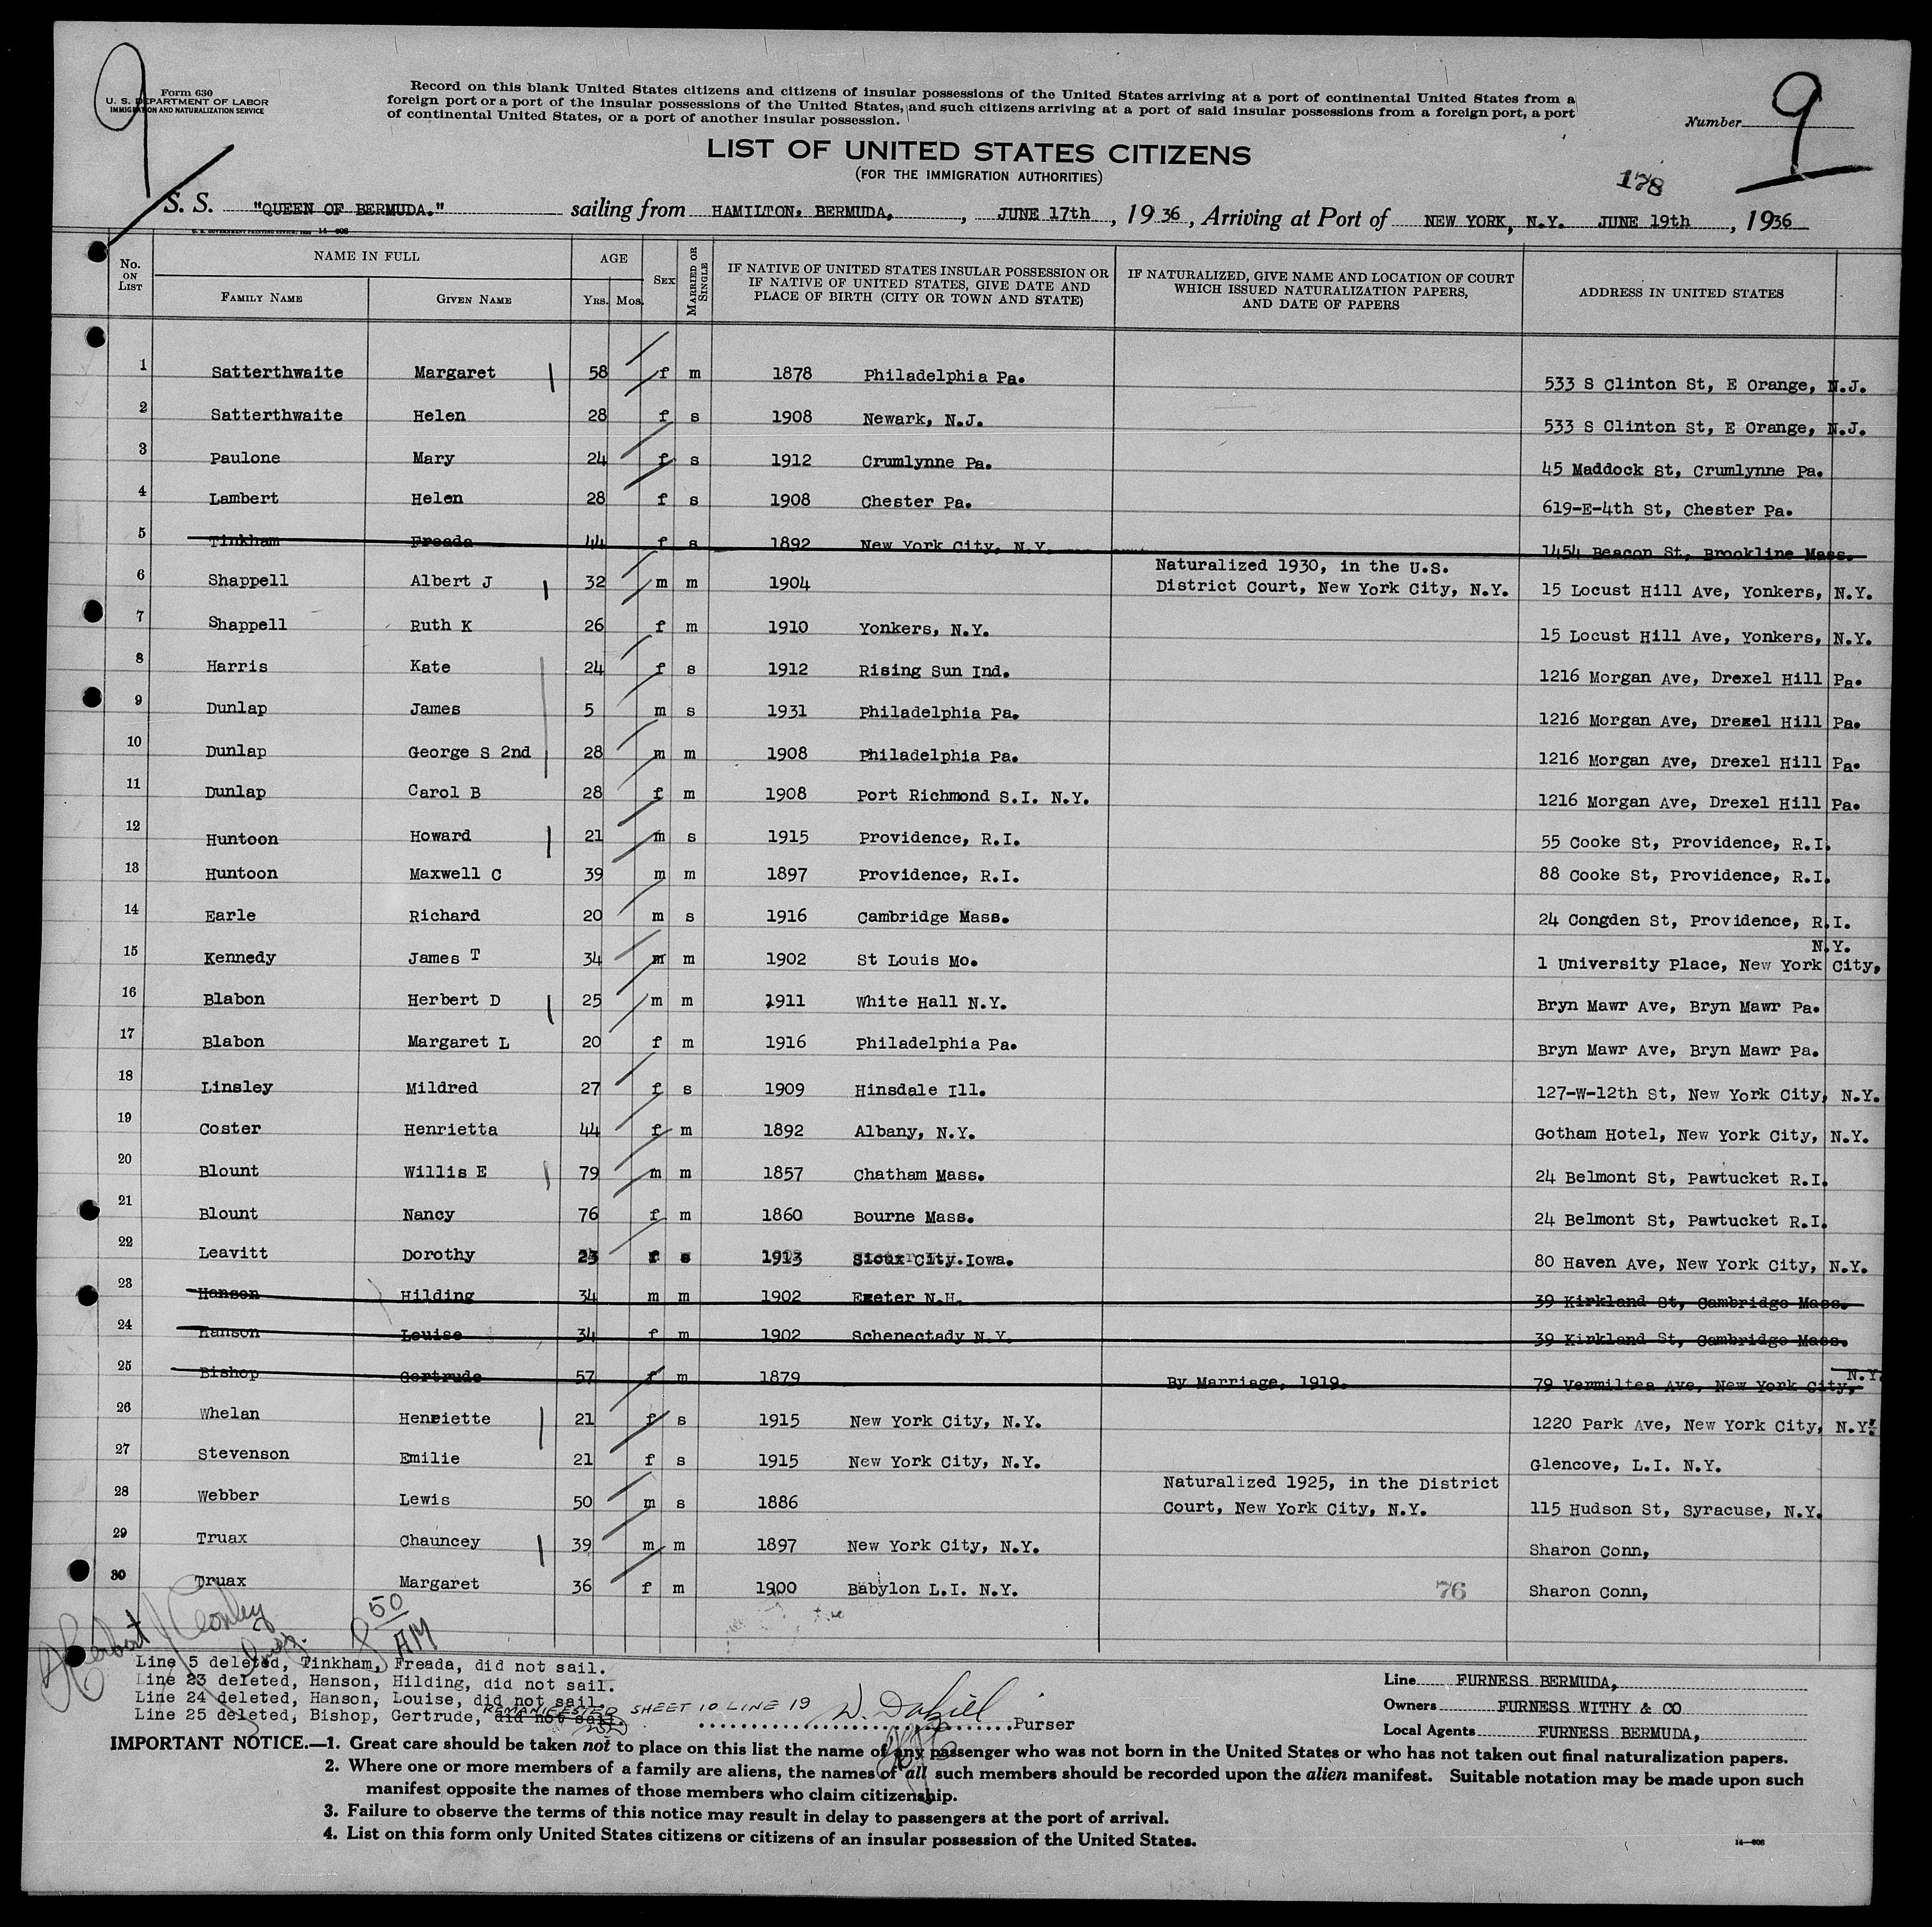 9
Form 630
U. S. DEPARTMENT OF LABOR
IMMIGRATION AND NATURALIZATION SERVICE
Record on this blank United States citizens and citizens of insular possessions of the United States arriving at a port of continental United States from a
foreign port or a port of the insular possessions of the United States, and such citizens arriving at a port of said insular possessions from a foreign port, a port
of continental United States, or a port of another insular possession.
Number 9
LIST OF UNITED STATES CITIZENS
(FOR THE IMMIGRATION AUTHORITIES)
178
S. S. "QUEEN OF BERMUDA." sailing from HAMILTON, BERMUDA, , JUNE 17th , 19 36 , Arriving at Port of NEW YORK, N.Y. JUNE 19th , 1936
U. S. GOVERNMENT PRINTING OFFICE: 14—608
No. ON LIST NAME IN FULL AGE SEX MARRIED OR SINGLE IF NATIVE OF UNITED STATES INSULAR POSSESSION OR IF NATIVE OF UNITED STATES, GIVE DATE AND PLACE OF BIRTH (CITY OR TOWN AND STATE) IF NATURALIZED, GIVE NAME AND LOCATION OF COURT WHICH ISSUED NATURALIZATION PAPERS, AND DATE OF PAPERS ADDRESS IN UNITED STATES
FAMILY NAME GIVEN NAME YRS. MOS.
1 Satterthwaite Margaret 58 f m 1878 Philadelphia Pa. 533 S Clinton St, E Orange, N.J.
2 Satterthwaite Helen 28 f s 1908 Newark, N.J. 533 S Clinton St, E Orange, N.J.
3 Paulone Mary 24 f s 1912 Crumlynne Pa. 45 Maddock St, Crumlynne Pa.
4 Lambert Helen 28 f s 1908 Chester Pa. 619-E-4th St, Chester Pa.
5 Tinkham Freada 44 f s 1892 New York City, N.Y. 1454 Beacon St, Brookline Mass.
Naturalized 1930, in the U.S.
6 Shappell Albert J 32 m m 1904 District Court, New York City, N.Y. 15 Locust Hill Ave, Yonkers, N.Y.
7 Shappell Ruth K 26 f m 1910 Yonkers, N.Y. 15 Locust Hill Ave, Yonkers, N.Y.
8 Harris Kate 24 f s 1912 Rising Sun Ind. 1216 Morgan Ave, Drexel Hill Pa.
9 Dunlap James 5 m s 1931 Philadelphia Pa. 1216 Morgan Ave, Drexel Hill Pa.
10 Dunlap George S 2nd 28 m m 1908 Philadelphia Pa. 1216 Morgan Ave, Drexel Hill Pa.
11 Dunlap Carol B 28 f m 1908 Port Richmond S.I. N.Y. 1216 Morgan Ave, Drexel Hill Pa.
12 Huntoon Howard 21 m s 1915 Providence, R.I. 55 Cooke St, Providence, R.I.
13 Huntoon Maxwell C 39 m m 1897 Providence, R.I. 88 Cooke St, Providence, R.I.
14 Earle Richard 20 m s 1916 Cambridge Mass. 24 Congden St, Providence, R.I.
N.Y.
15 Kennedy James T 34 m m 1902 St Louis Mo. 1 University Place, New York City,
16 Blabon Herbert D 25 m m 1911 White Hall N.Y. Bryn Mawr Ave, Bryn Mawr Pa.
17 Blabon Margaret L 20 f m 1916 Philadelphia Pa. Bryn Mawr Ave, Bryn Mawr Pa.
18 Linsley Mildred 27 f s 1909 Hinsdale Ill. 127-W-12th St, New York City, N.Y.
19 Coster Henrietta 44 f m 1892 Albany, N.Y. Gotham Hotel, New York City, N.Y.
20 Blount Willis E 79 m m 1857 Chatham Mass. 24 Belmont St, Pawtucket R.I.
21 Blount Nancy 76 f m 1860 Bourne Mass. 24 Belmont St, Pawtucket R.I.
22 Leavitt Dorothy 23 f s 1913 Sioux City.Iowa. 80 Haven Ave, New York City, N.Y.
23 Hanson Hilding 34 m m 1902 Exeter N.H. 39 Kirkland St, Cambridge Mass.
24 Hanson Louise 34 f m 1902 Schenectady N.Y. 39 Kirkland St, Cambridge Mass.
N.Y.
25 Bishop Gertrude 57 f m 1879 By Marriage, 1919. 79 Vermiltea Ave, New York City,
26 Whelan Henriette 21 f s 1915 New York City, N.Y. 1220 Park Ave, New York City, N.Y.
27 Stevenson Emilie 21 f s 1915 New York City, N.Y. Glencove, L.I. N.Y.
Naturalized 1925, in the District
28 Webber Lewis 50 m s 1886 Court, New York City, N.Y. 115 Hudson St, Syracuse, N.Y.
29 Truax Chauncey 39 m m 1897 New York City, N.Y. Sharon Conn,
30 Truax Margaret 36 f m 1900 Babylon L.I. N.Y. 76 Sharon Conn,
Herbert
8 50 AM
Line 5 deleted, Tinkham, Freada, did not sail.
Line 23 deleted, Hanson, Hilding, did not sail.
Line 24 deleted, Hanson, Louise, did not sail.
Line 25 deleted, Bishop, Gertrude, did not sail. REMANIFESTED SHEET 10 LINE 19
Purser
Line FURNESS BERMUDA,
Owners FURNESS WITHY & CO
Local Agents FURNESS BERMUDA,
IMPORTANT NOTICE.—1. Great care should be taken not to place on this list the name of any passenger who was not born in the United States or who has not taken out final naturalization papers.
2. Where one or more members of a family are aliens, the names of all such members should be recorded upon the alien manifest. Suitable notation may be made upon such
manifest opposite the names of those members who claim citizenship.
3. Failure to observe the terms of this notice may result in delay to passengers at the port of arrival.
4. List on this form only United States citizens or citizens of an insular possession of the United States.
14—608